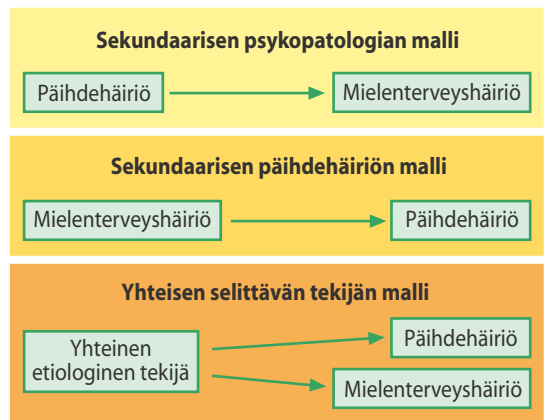 Sekundaarisen psykopatologian malli
Päihdehäiriö
Mielenterveyshäiriö
Sekundaarisen päihdehäiriön malli
Mielenterveyshäiriö
Päihdehäiriö
Yhteisen selittävän tekijän malli
Yhteinen
etiologinen tekijä
Päihdehäiriö
Mielenterveyshäiriö